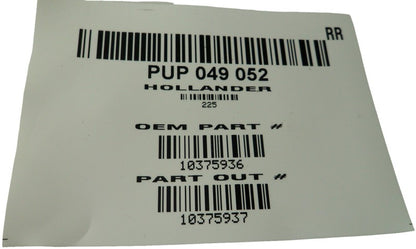 RR
PUP 049 052
HOLLANDER
225
OEM PART #
10375936
PART OUT #
10375937